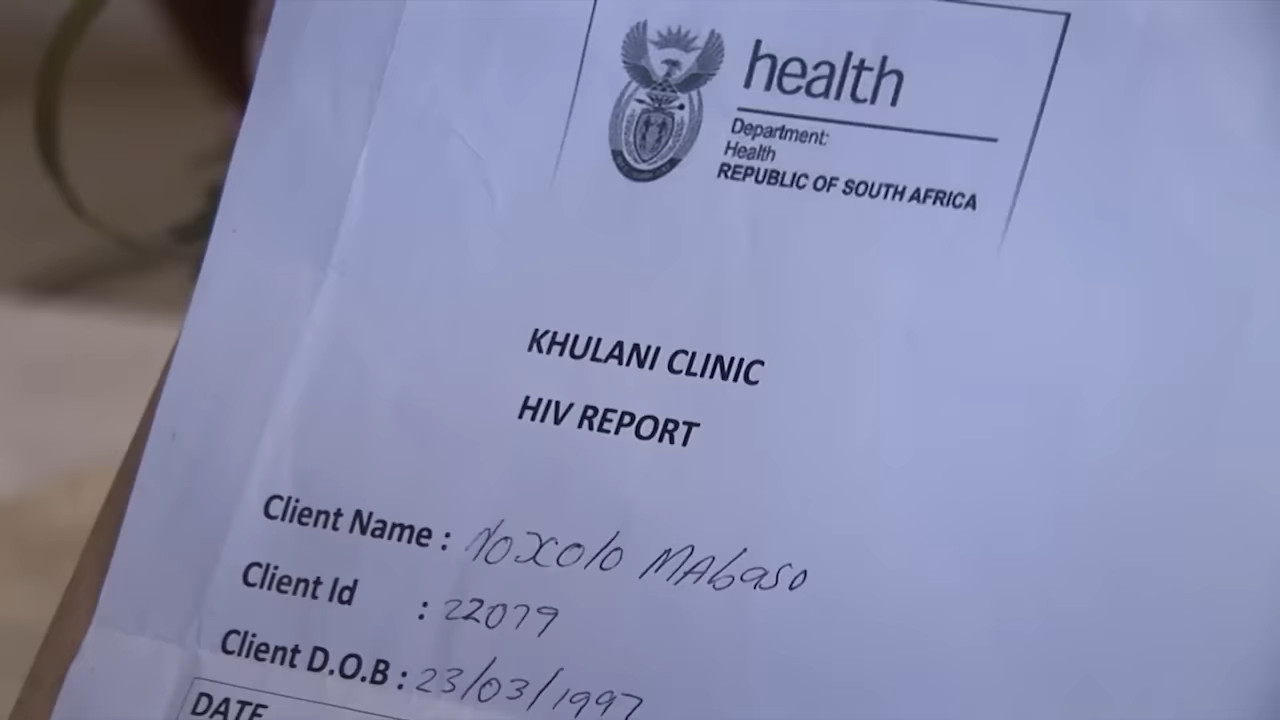 health
Department:
Health
REPUBLIC OF SOUTH AFRICA
KHULANI CLINIC
HIV REPORT
Client Name : Noxolo MAbaso
Client Id : 22079
Client D.O.B : 23/03/1997
DATE